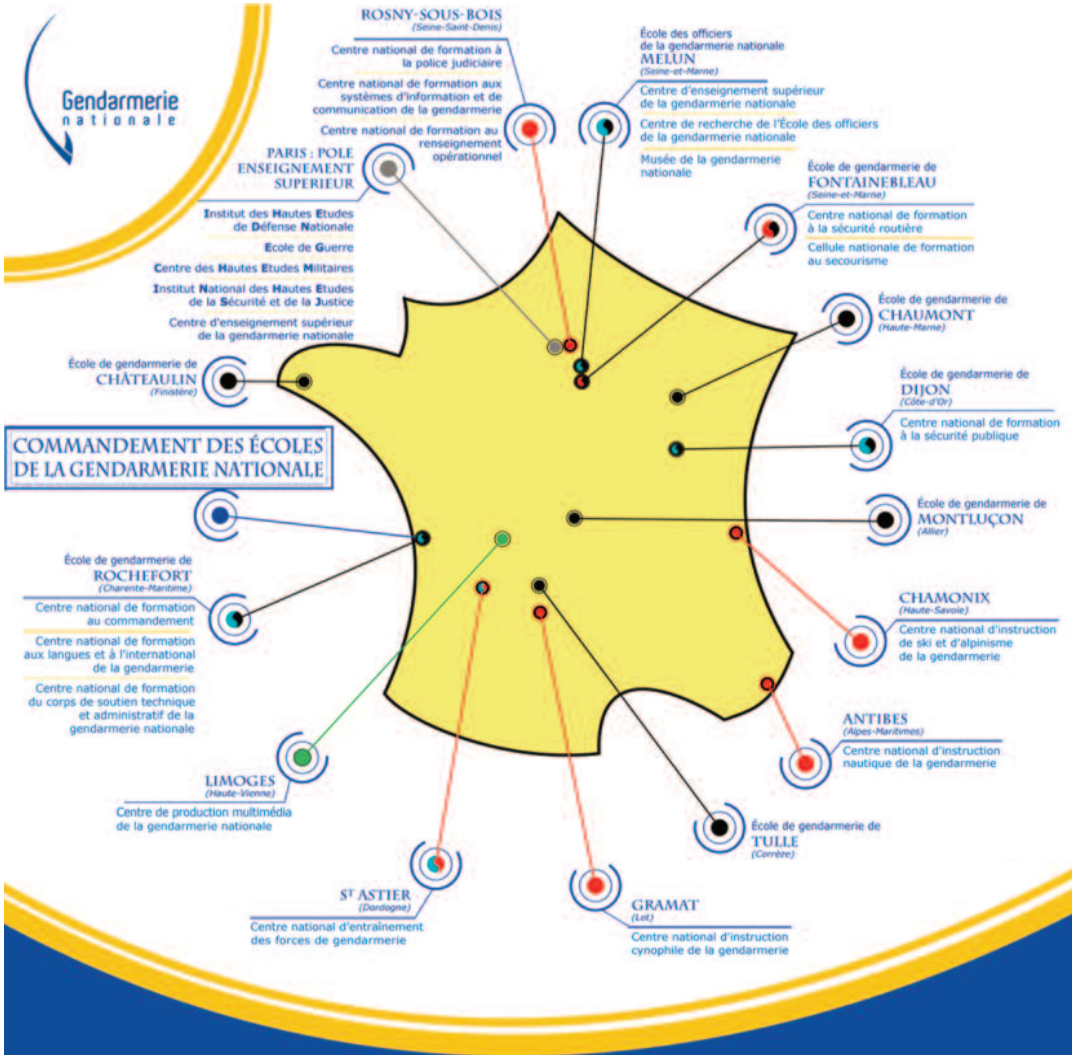 Gendarmerie
nationale
ROSNY-SOUS-BOIS
(Seine-Saint-Denis)
Centre national de formation à
la police judiciaire
Centre national de formation aux
systèmes d'information et de
communication de la gendarmerie
Centre national de formation au
renseignement
opérationnel
École des officiers
de la gendarmerie nationale
MELUN
(Seine-et-Marne)
Centre d'enseignement supérieur
de la gendarmerie nationale
Centre de recherche de l'École des officiers
de la gendarmerie nationale
Musée de la gendarmerie
nationale
PARIS : POLE
ENSEIGNEMENT
SUPERIEUR
Institut des Hautes Etudes
de Défense Nationale
Ecole de Guerre
Centre des Hautes Etudes Militaires
Institut National des Hautes Etudes
de la Sécurité et de la Justice
Centre d'enseignement supérieur
de la gendarmerie nationale
École de gendarmerie de
FONTAINEBLEAU
(Seine-et-Marne)
Centre national de formation
à la sécurité routière
Cellule nationale de formation
au secourisme
École de gendarmerie de
CHAUMONT
(Haute-Marne)
École de gendarmerie de
CHÂTEAULIN
(Finistère)
École de gendarmerie de
DIJON
(Côte-d'Or)
Centre national de formation
à la sécurité publique
COMMANDEMENT DES ÉCOLES
DE LA GENDARMERIE NATIONALE
École de gendarmerie de
MONTLUÇON
(Allier)
École de gendarmerie de
ROCHEFORT
(Charente-Maritime)
Centre national de formation
au commandement
Centre national de formation
aux langues et à l'international
de la gendarmerie
Centre national de formation
du corps de soutien technique
et administratif de la
gendarmerie nationale
CHAMONIX
(Haute-Savoie)
Centre national d'instruction
de ski et d'alpinisme
de la gendarmerie
ANTIBES
(Alpes-Maritimes)
Centre national d'instruction
nautique de la gendarmerie
LIMOGES
(Haute-Vienne)
Centre de production multimédia
de la gendarmerie nationale
École de gendarmerie de
TULLE
(Corrèze)
ST ASTIER
(Dordogne)
Centre national d'entraînement
des forces de gendarmerie
GRAMAT
(Lot)
Centre national d'instruction
cynophile de la gendarmerie